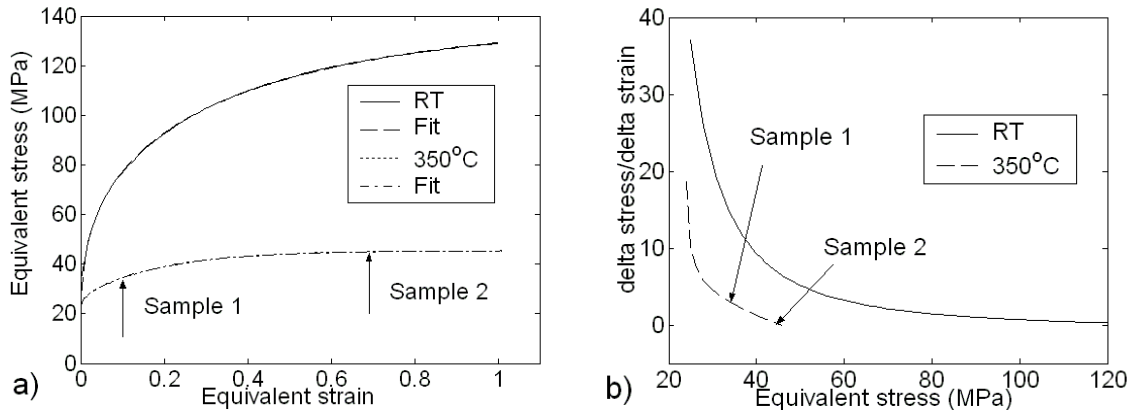 140
120
100
80
60
40
20
0
Equivalent stress (MPa)
RT
Fit
350°C
Fit
Sample 1
Sample 2
0 0.2 0.4 0.6 0.8 1
Equivalent strain
a)
40
30
20
10
0
delta stress/delta strain
RT
350°C
Sample 1
Sample 2
20 40 60 80 100 120
Equivalent stress (MPa)
b)